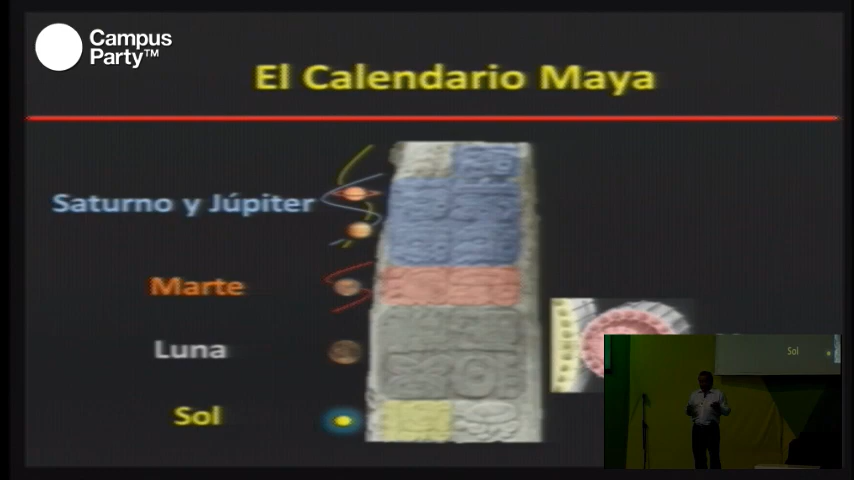 Campus
Party™
El Calendario Maya
Saturno y Júpiter
Marte
Luna
Sol
Sol